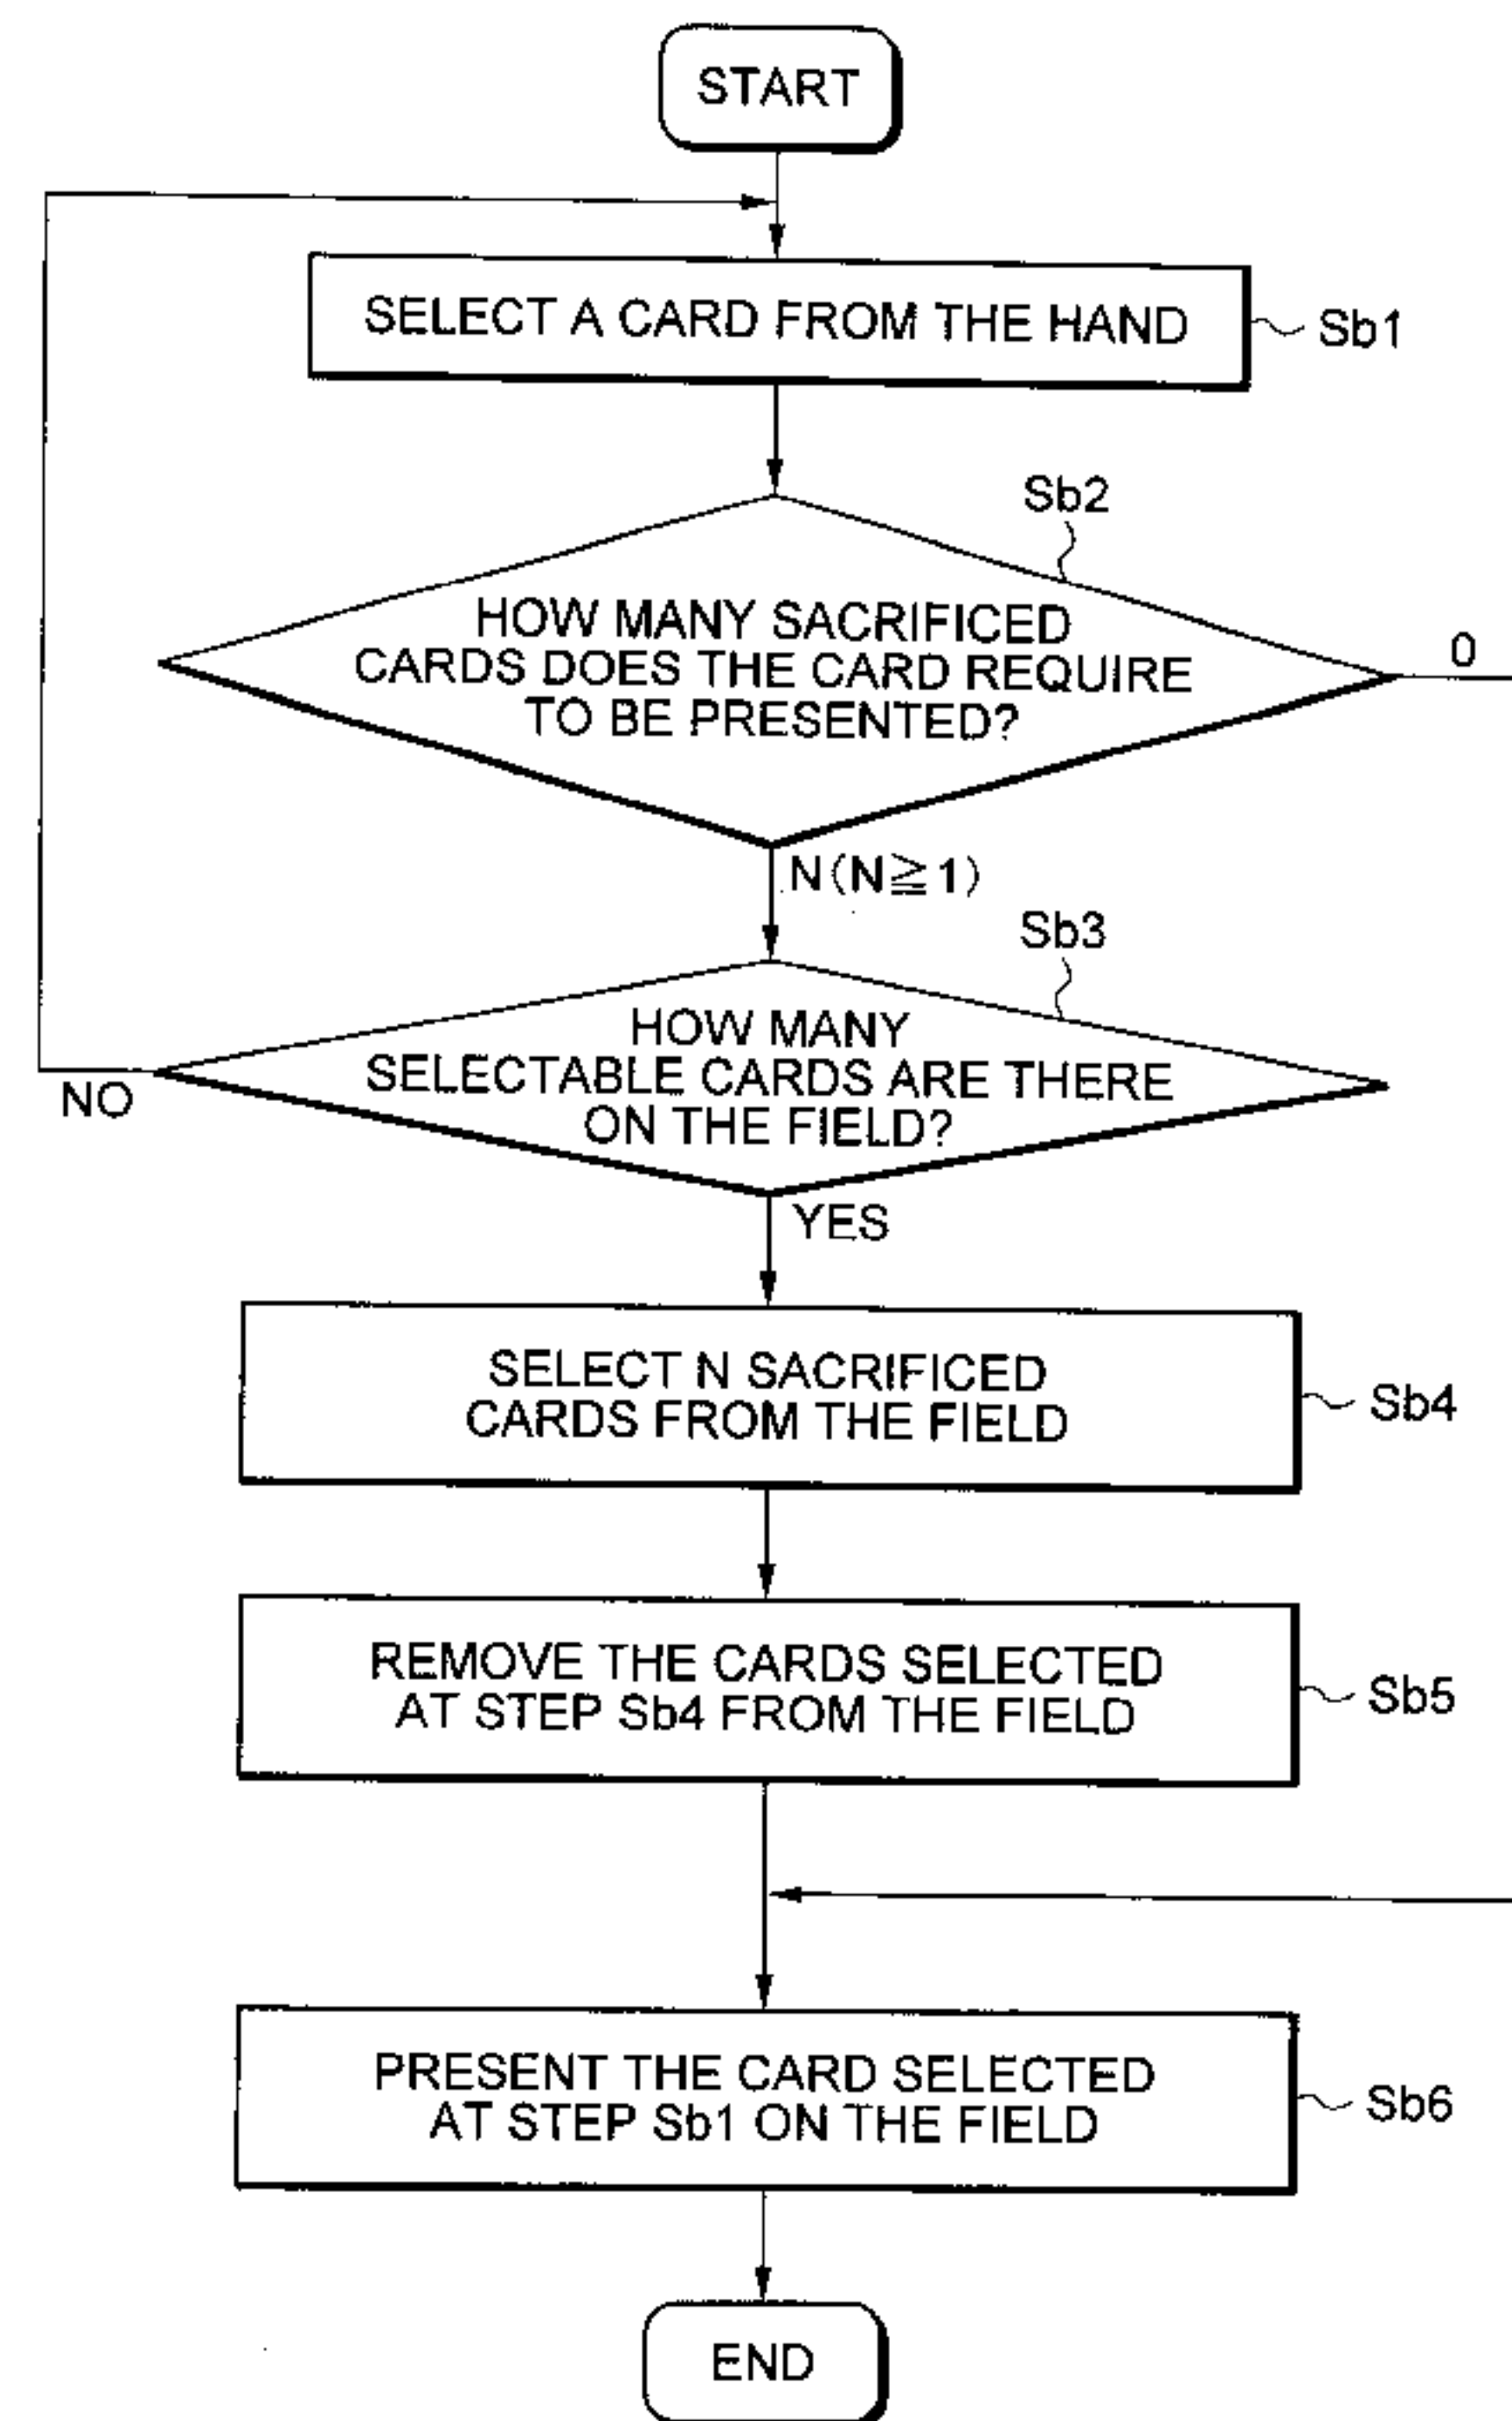 START
SELECT A CARD FROM THE HAND
Sb1
Sb2
HOW MANY SACRIFICED
CARDS DOES THE CARD REQUIRE
TO BE PRESENTED?
0
N(N≧1)
Sb3
HOW MANY
SELECTABLE CARDS ARE THERE
ON THE FIELD?
NO
YES
SELECT N SACRIFICED
CARDS FROM THE FIELD
Sb4
REMOVE THE CARDS SELECTED
AT STEP Sb4 FROM THE FIELD
Sb5
PRESENT THE CARD SELECTED
AT STEP Sb1 ON THE FIELD
Sb6
END